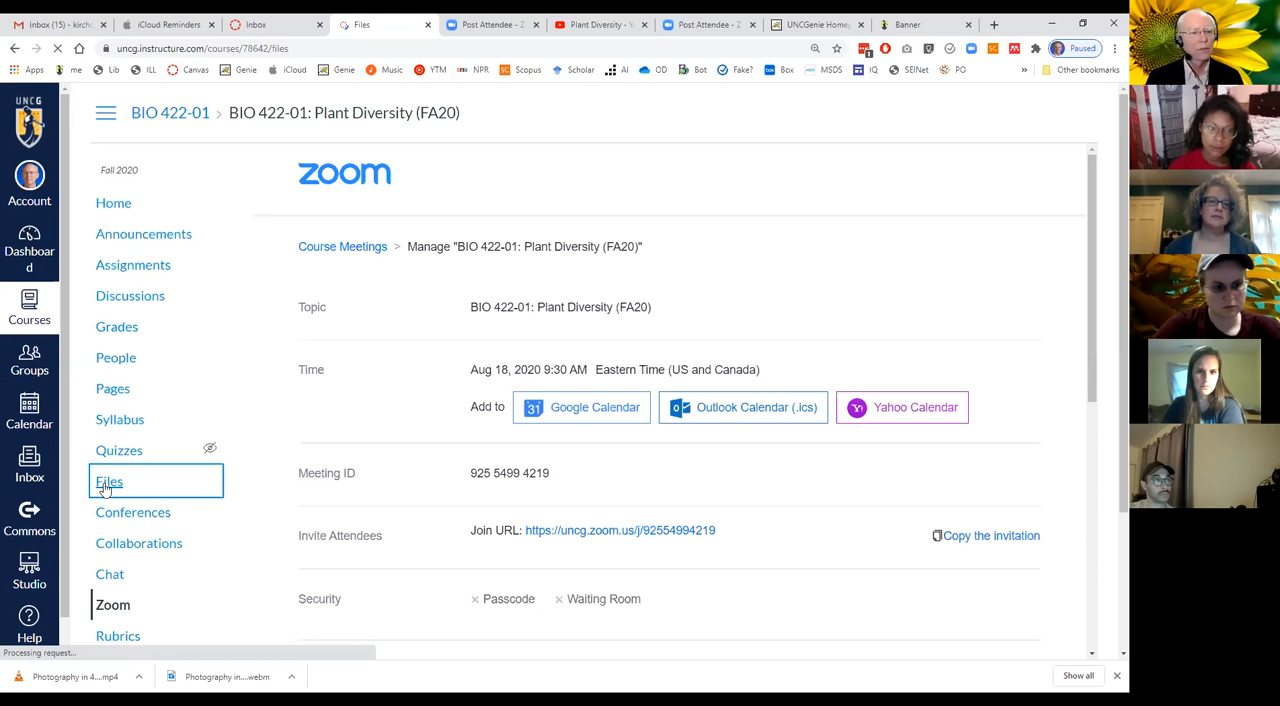 Inbox (15) - kirch
iCloud Reminders
Inbox
Files
Post Attendee - Z
Plant Diversity - Y
Post Attendee - Z
UNCGenie Home
Banner
uncg.instructure.com/courses/78642/files
Paused
Apps
me
Lib
ILL
Canvas
Genie
iCloud
Genie
Music
YTM
NPR
Scopus
Scholar
AI
OD
Bot
Fake?
Box
MSDS
IQ
SEINet
PO
»
Other bookmarks
UNCG
Account
Dashboar
d
Courses
Groups
Calendar
Inbox
Commons
Studio
Help
BIO 422-01 › BIO 422-01: Plant Diversity (FA20)
Fall 2020
Home
Announcements
Assignments
Discussions
Grades
People
Pages
Syllabus
Quizzes
Files
Conferences
Collaborations
Chat
Zoom
Rubrics
zoom
Course Meetings > Manage "BIO 422-01: Plant Diversity (FA20)"
Topic BIO 422-01: Plant Diversity (FA20)
Time Aug 18, 2020 9:30 AM Eastern Time (US and Canada)
Add to 31 Google Calendar Outlook Calendar (.ics) Yahoo Calendar
Meeting ID 925 5499 4219
Invite Attendees Join URL: https://uncg.zoom.us/j/92554994219 Copy the invitation
Security × Passcode × Waiting Room
Processing request...
Photography in 4....mp4
Photography in....webm
Show all